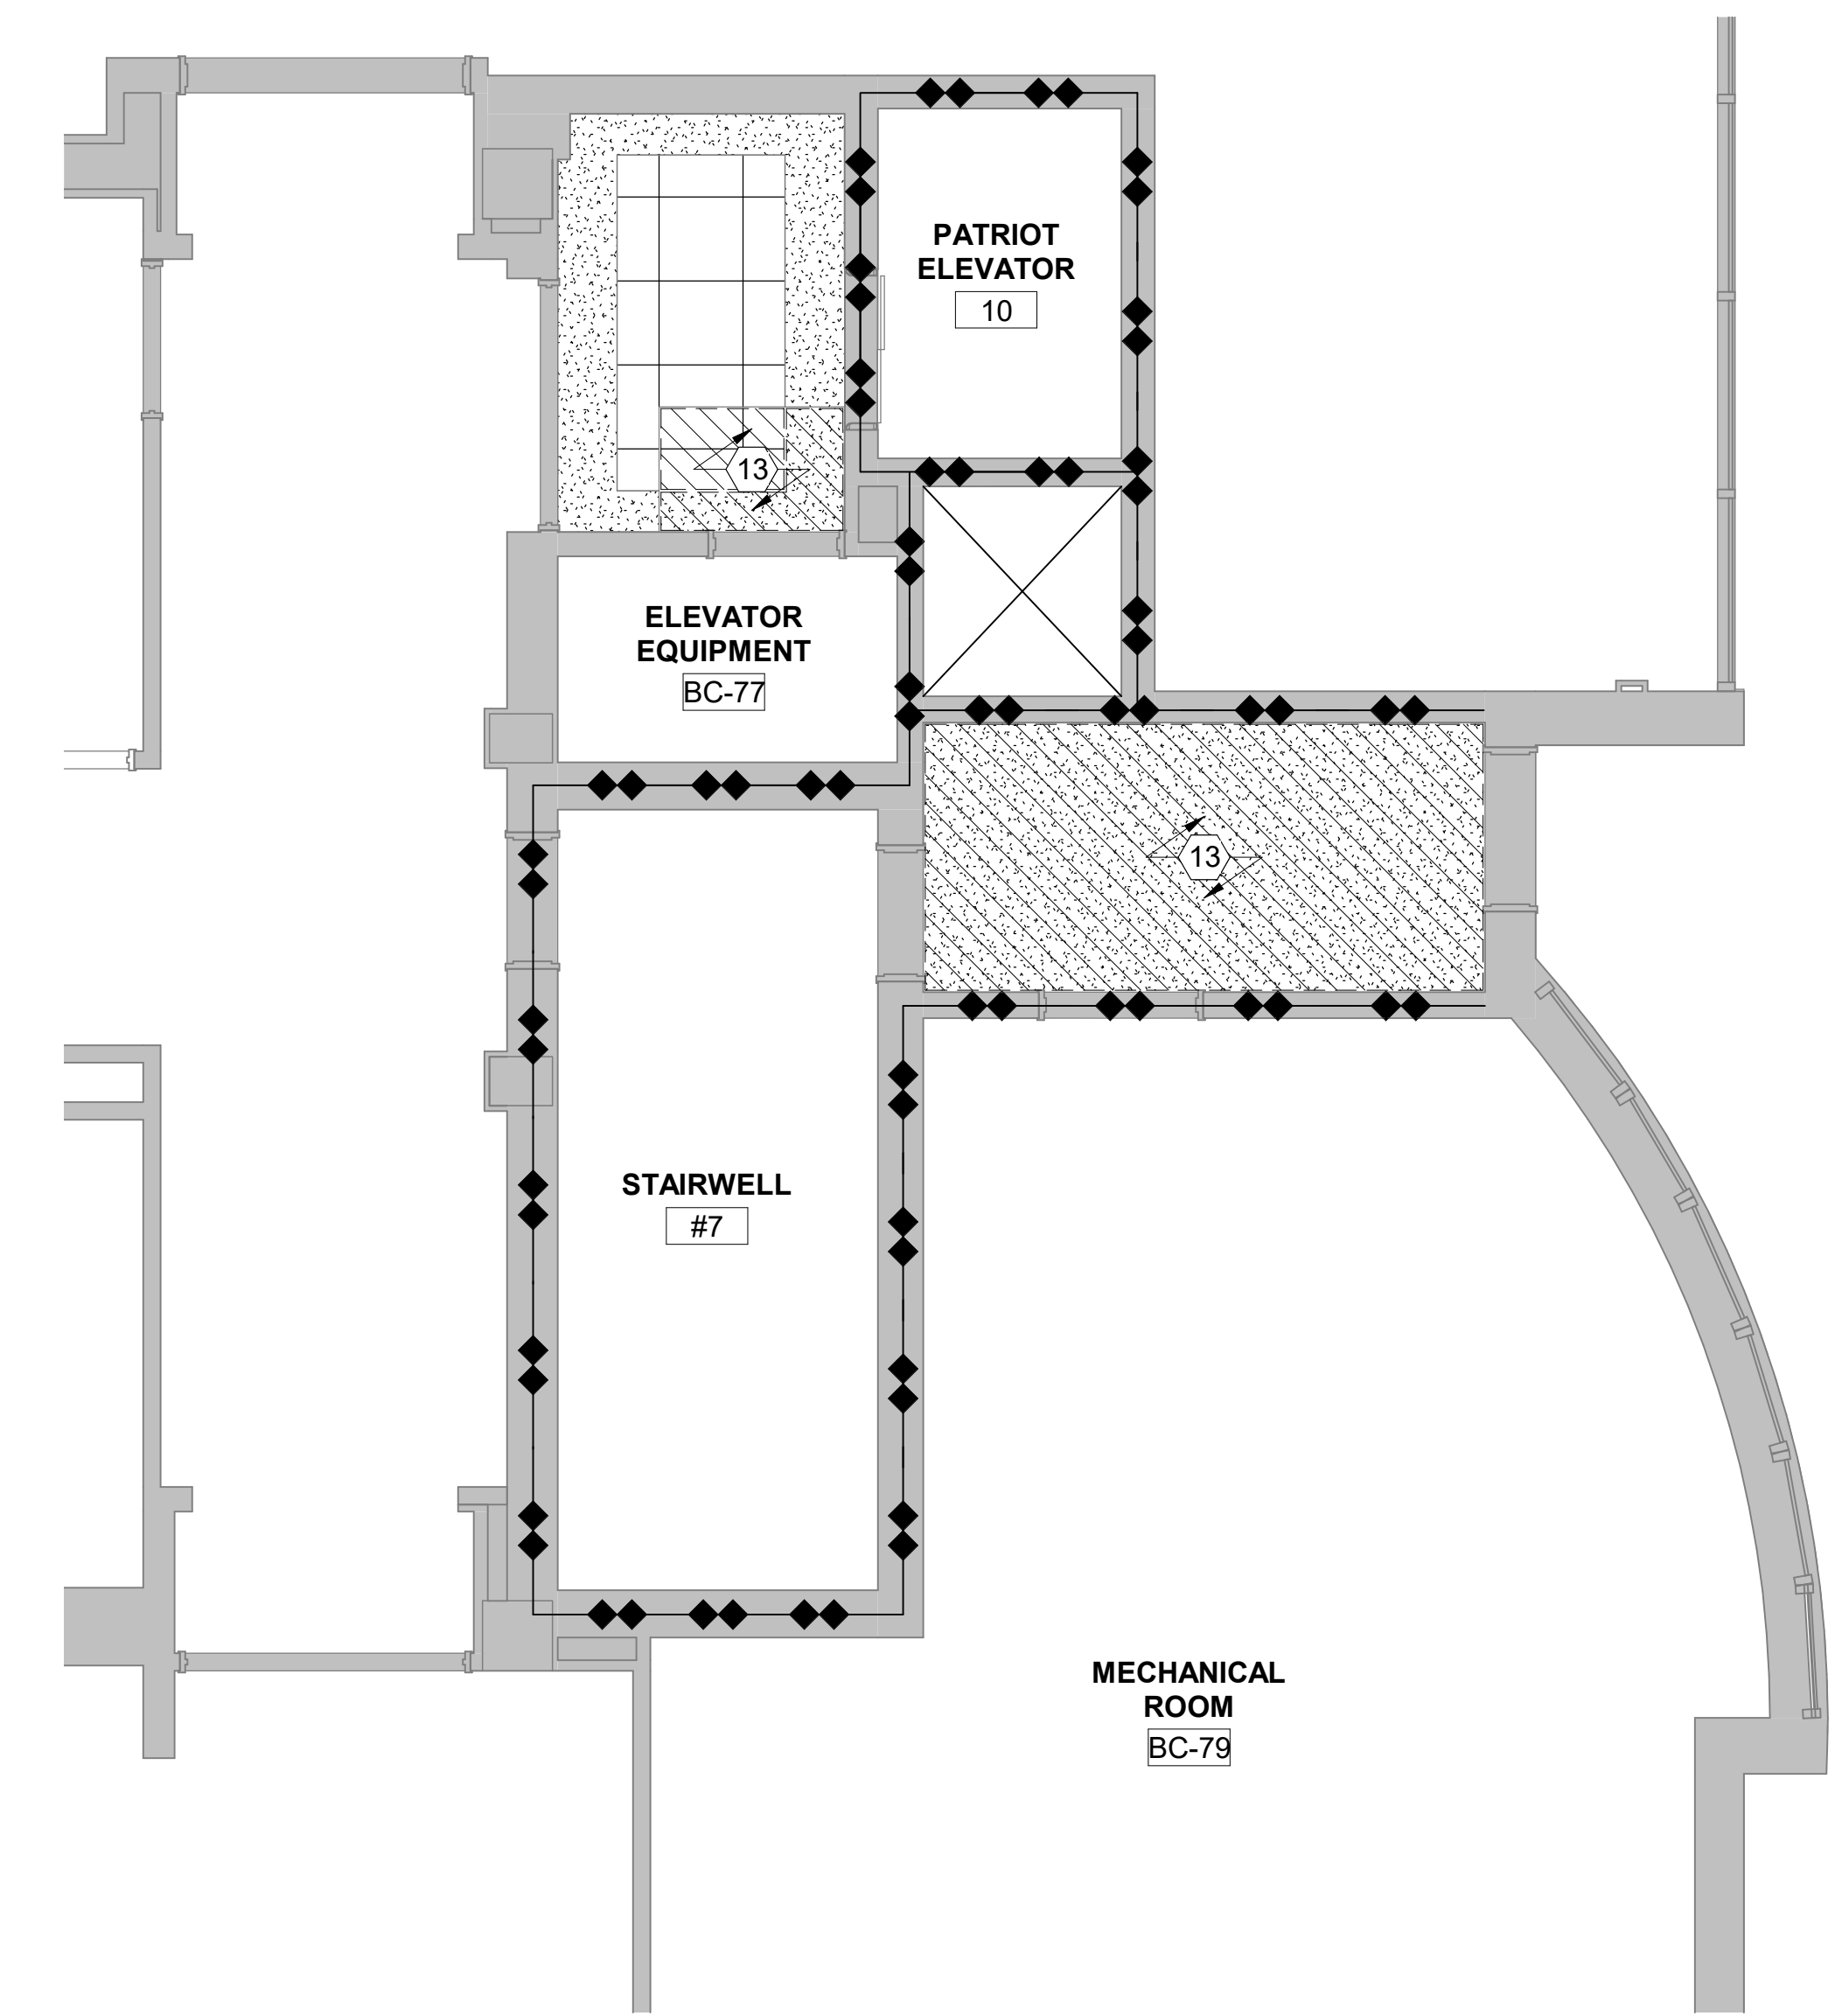 PATRIOT
ELEVATOR
10
13
ELEVATOR
EQUIPMENT
BC-77
13
STAIRWELL
#7
MECHANICAL
ROOM
BC-79